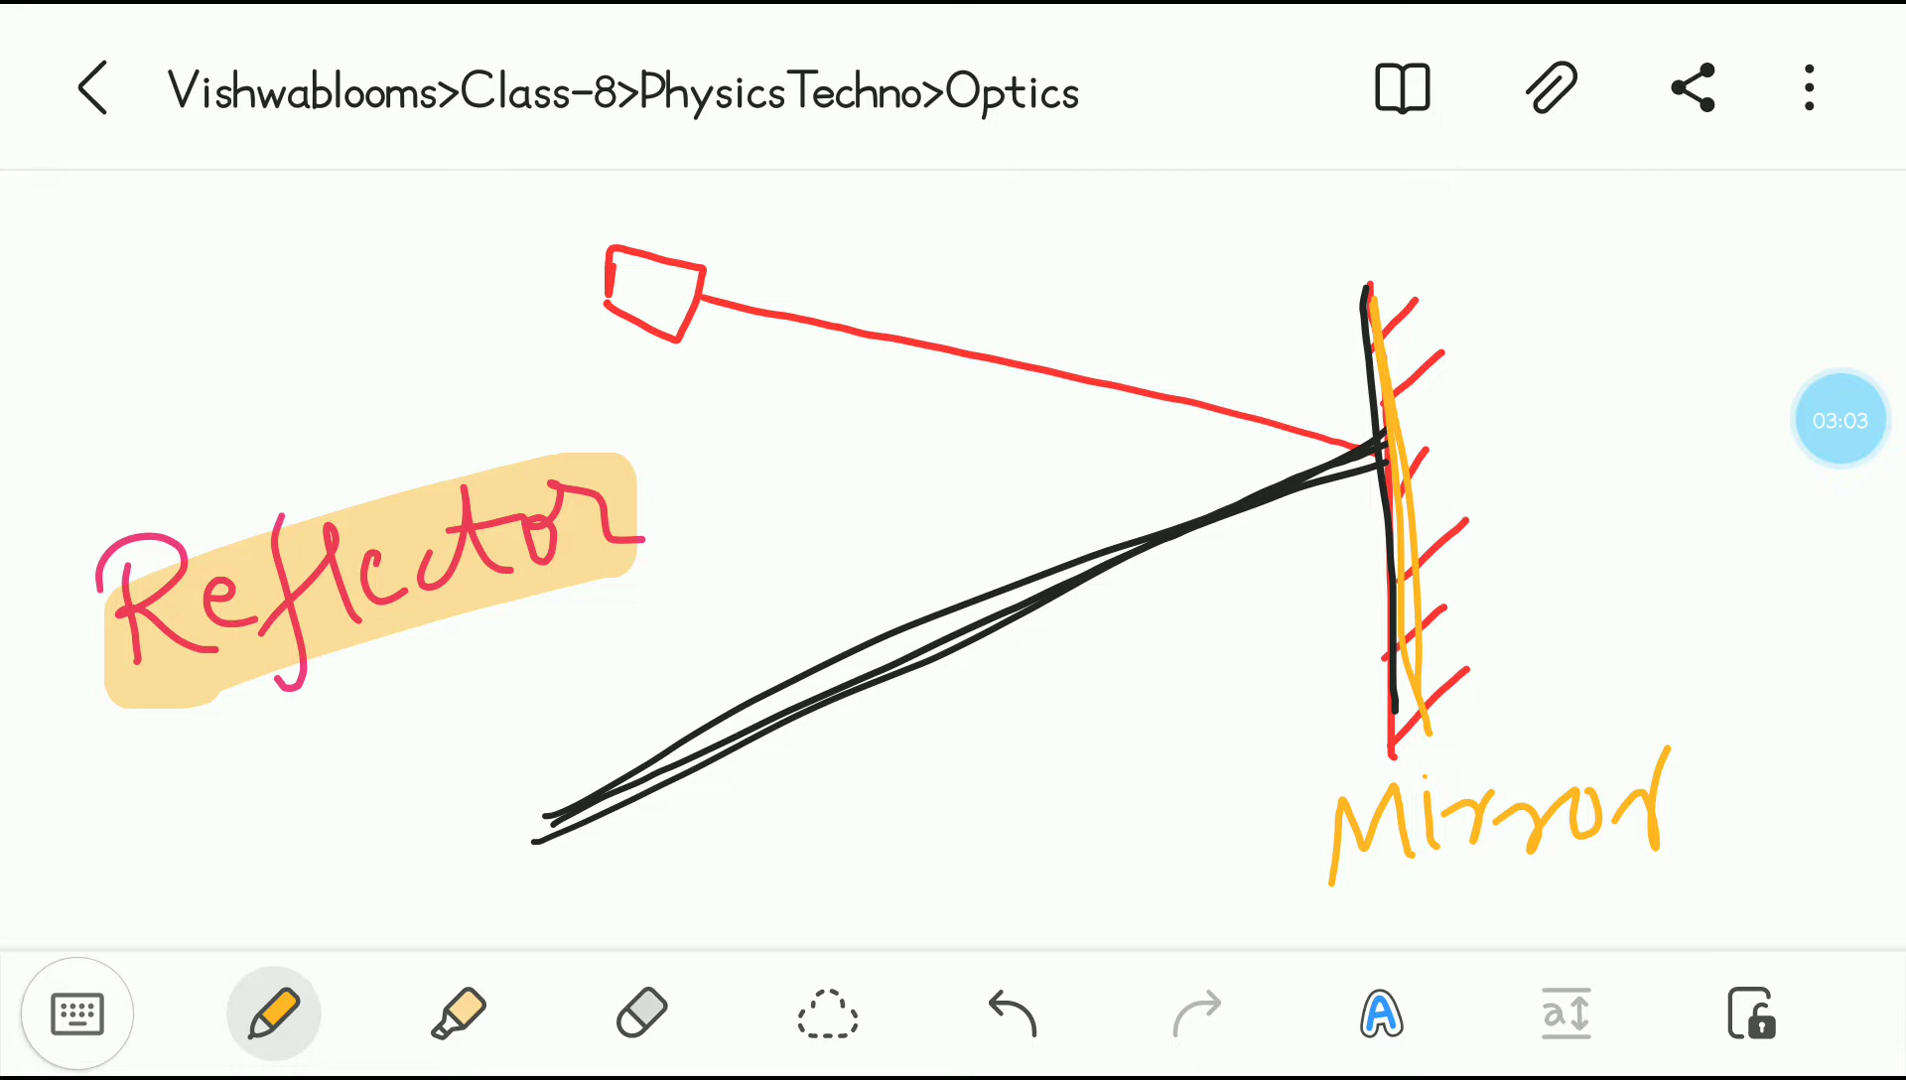 Vishwablooms>Class-8>PhysicsTechno>Optics
03:03
Reflector
Mirror
A
a